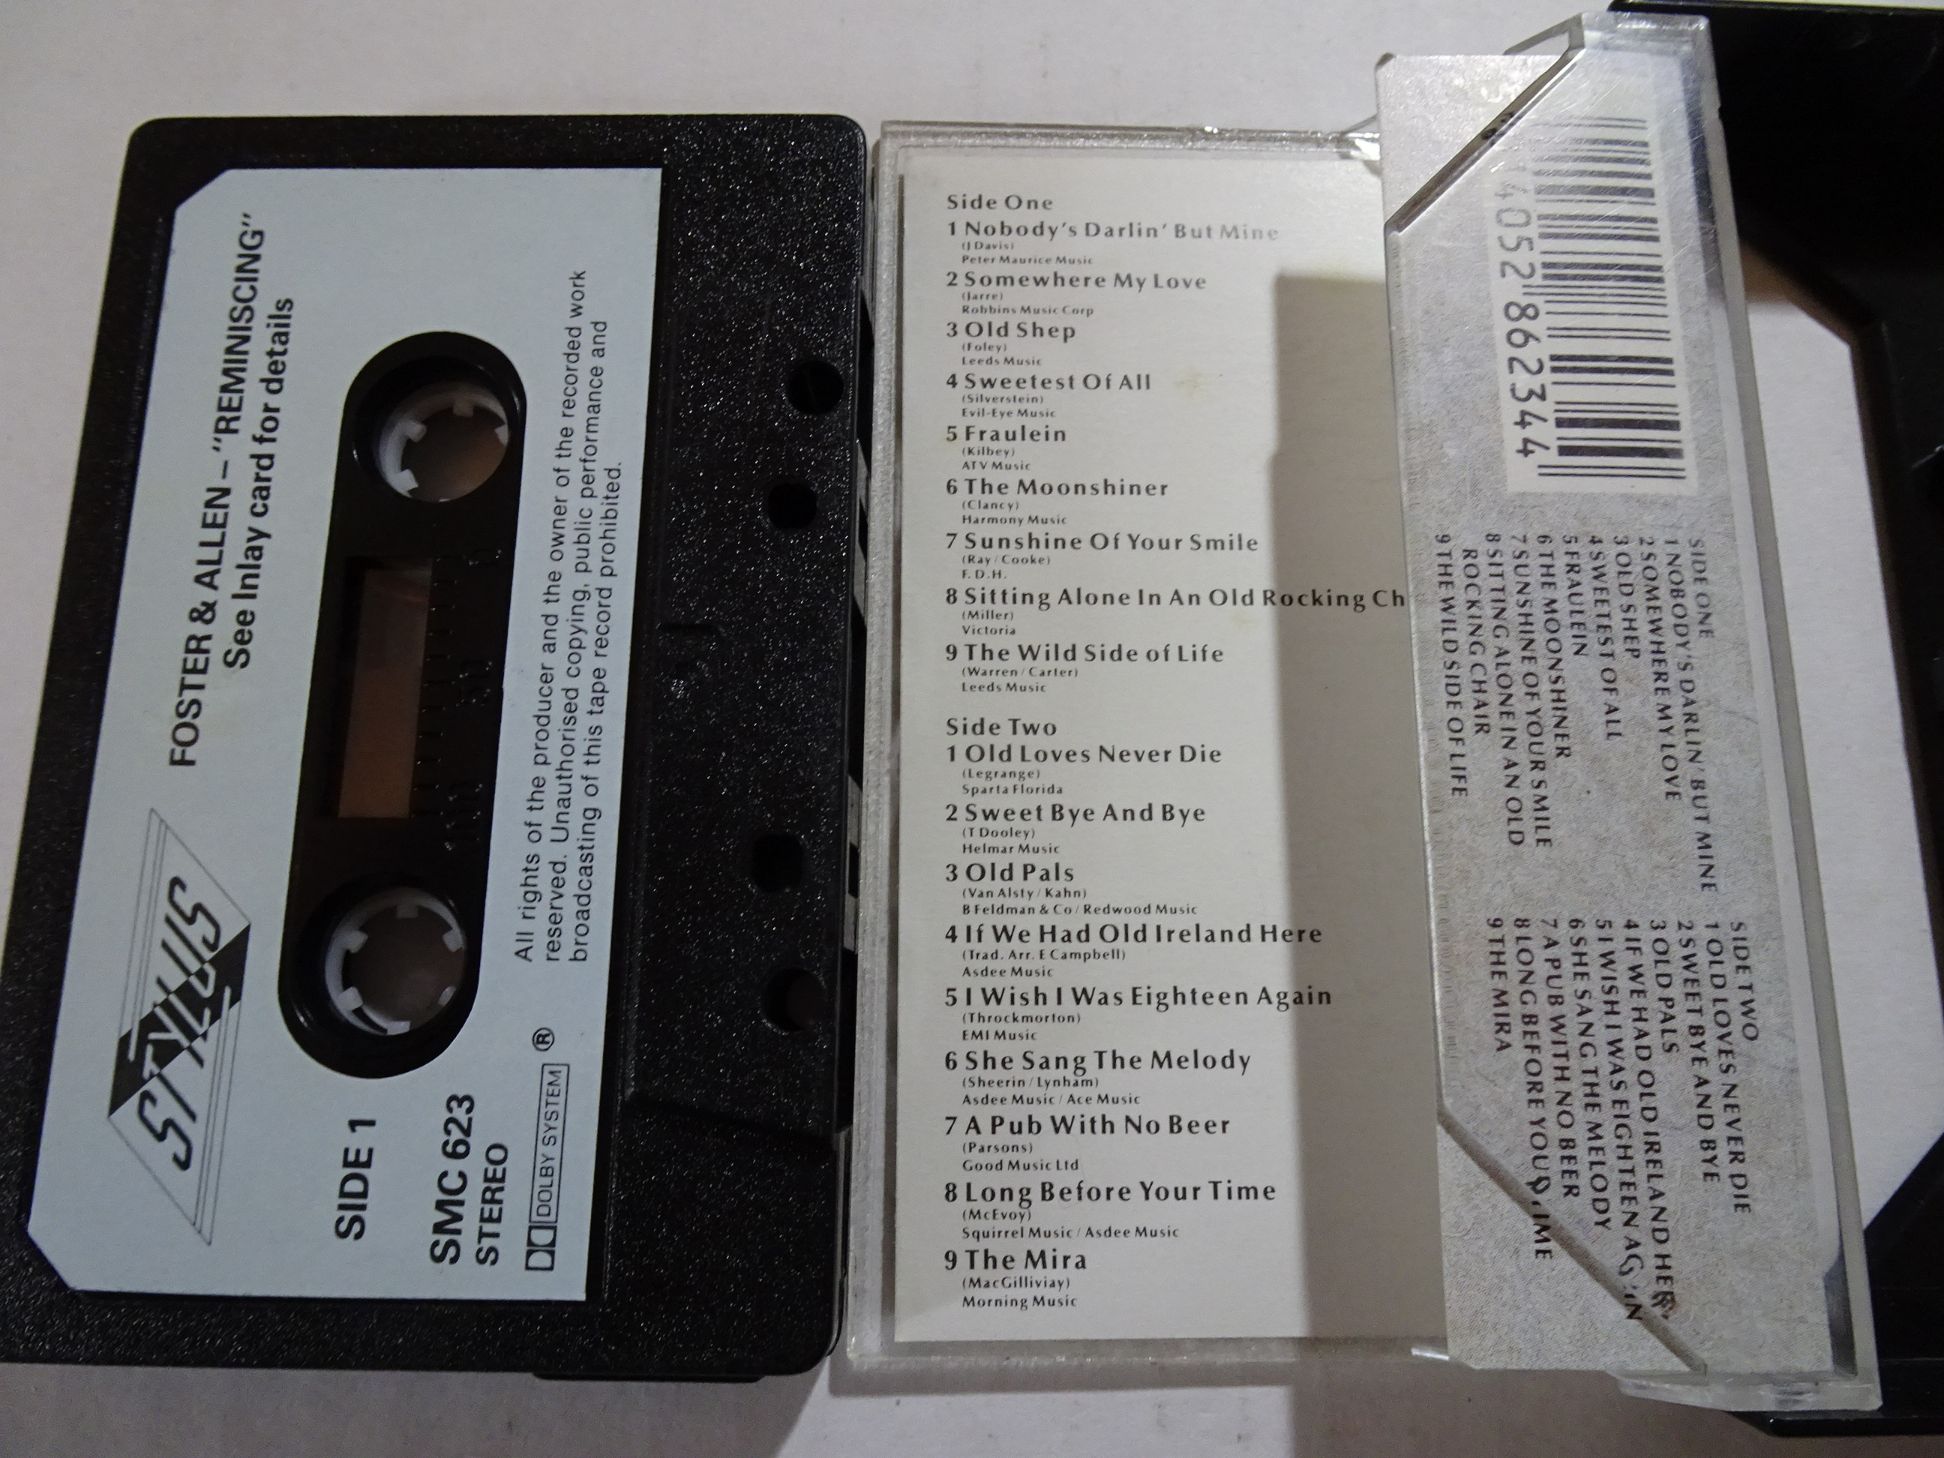 FOSTER & ALLEN – "REMINISCING"
See Inlay card for details
STYLUS
SIDE 1
SMC 623
STEREO
DOLBY SYSTEM ®
All rights of the producer and the owner of the recorded work
reserved. Unauthorised copying, public performance and
broadcasting of this tape record prohibited.
Side One
1 Nobody's Darlin' But Mine
(J Davis)
Peter Maurice Music
2 Somewhere My Love
(Jarre)
Robbins Music Corp
3 Old Shep
(Foley)
Leeds Music
4 Sweetest Of All
(Silverstein)
Evil-Eye Music
5 Fraulein
(Kilbey)
ATV Music
6 The Moonshiner
(Clancy)
Harmony Music
7 Sunshine Of Your Smile
(Ray / Cooke)
F.D.H.
8 Sitting Alone In An Old Rocking Ch
(Miller)
Victoria
9 The Wild Side of Life
(Warren / Carter)
Leeds Music
Side Two
1 Old Loves Never Die
(Legrange)
Sparta Florida
2 Sweet Bye And Bye
(T Dooley)
Helmar Music
3 Old Pals
(Van Alsty / Kahn)
B Feldman & Co / Redwood Music
4 If We Had Old Ireland Here
(Trad. Arr. E Campbell)
Asdee Music
5 I Wish I Was Eighteen Again
(Throckmorton)
EMI Music
6 She Sang The Melody
(Sheerin / Lynham)
Asdee Music / Ace Music
7 A Pub With No Beer
(Parsons)
Good Music Ltd
8 Long Before Your Time
(McEvoy)
Squirrel Music / Asdee Music
9 The Mira
(MacGilliviay)
Morning Music
14052 862344
SIDE ONE
1 NOBODY'S DARLIN' BUT MINE
2 SOMEWHERE MY LOVE
3 OLD SHEP
4 SWEETEST OF ALL
5 FRAULEIN
6 THE MOONSHINER
7 SUNSHINE OF YOUR SMILE
8 SITTING ALONE IN AN OLD
ROCKING CHAIR
9 THE WILD SIDE OF LIFE
SIDE TWO
1 OLD LOVES NEVER DIE
2 SWEET BYE AND BYE
3 OLD PALS
4 IF WE HAD OLD IRELAND HERE
5 I WISH I WAS EIGHTEEN AGAIN
6 SHE SANG THE MELODY
7 A PUB WITH NO BEER
8 LONG BEFORE YOUR TIME
9 THE MIRA